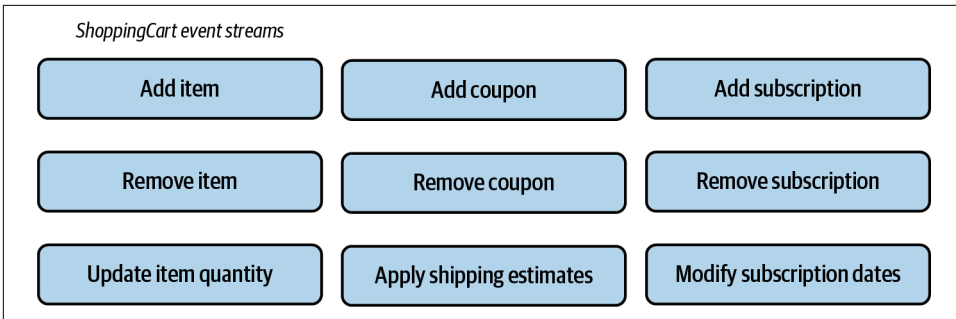 ShoppingCart event streams
Add item
Add coupon
Add subscription
Remove item
Remove coupon
Remove subscription
Update item quantity
Apply shipping estimates
Modify subscription dates